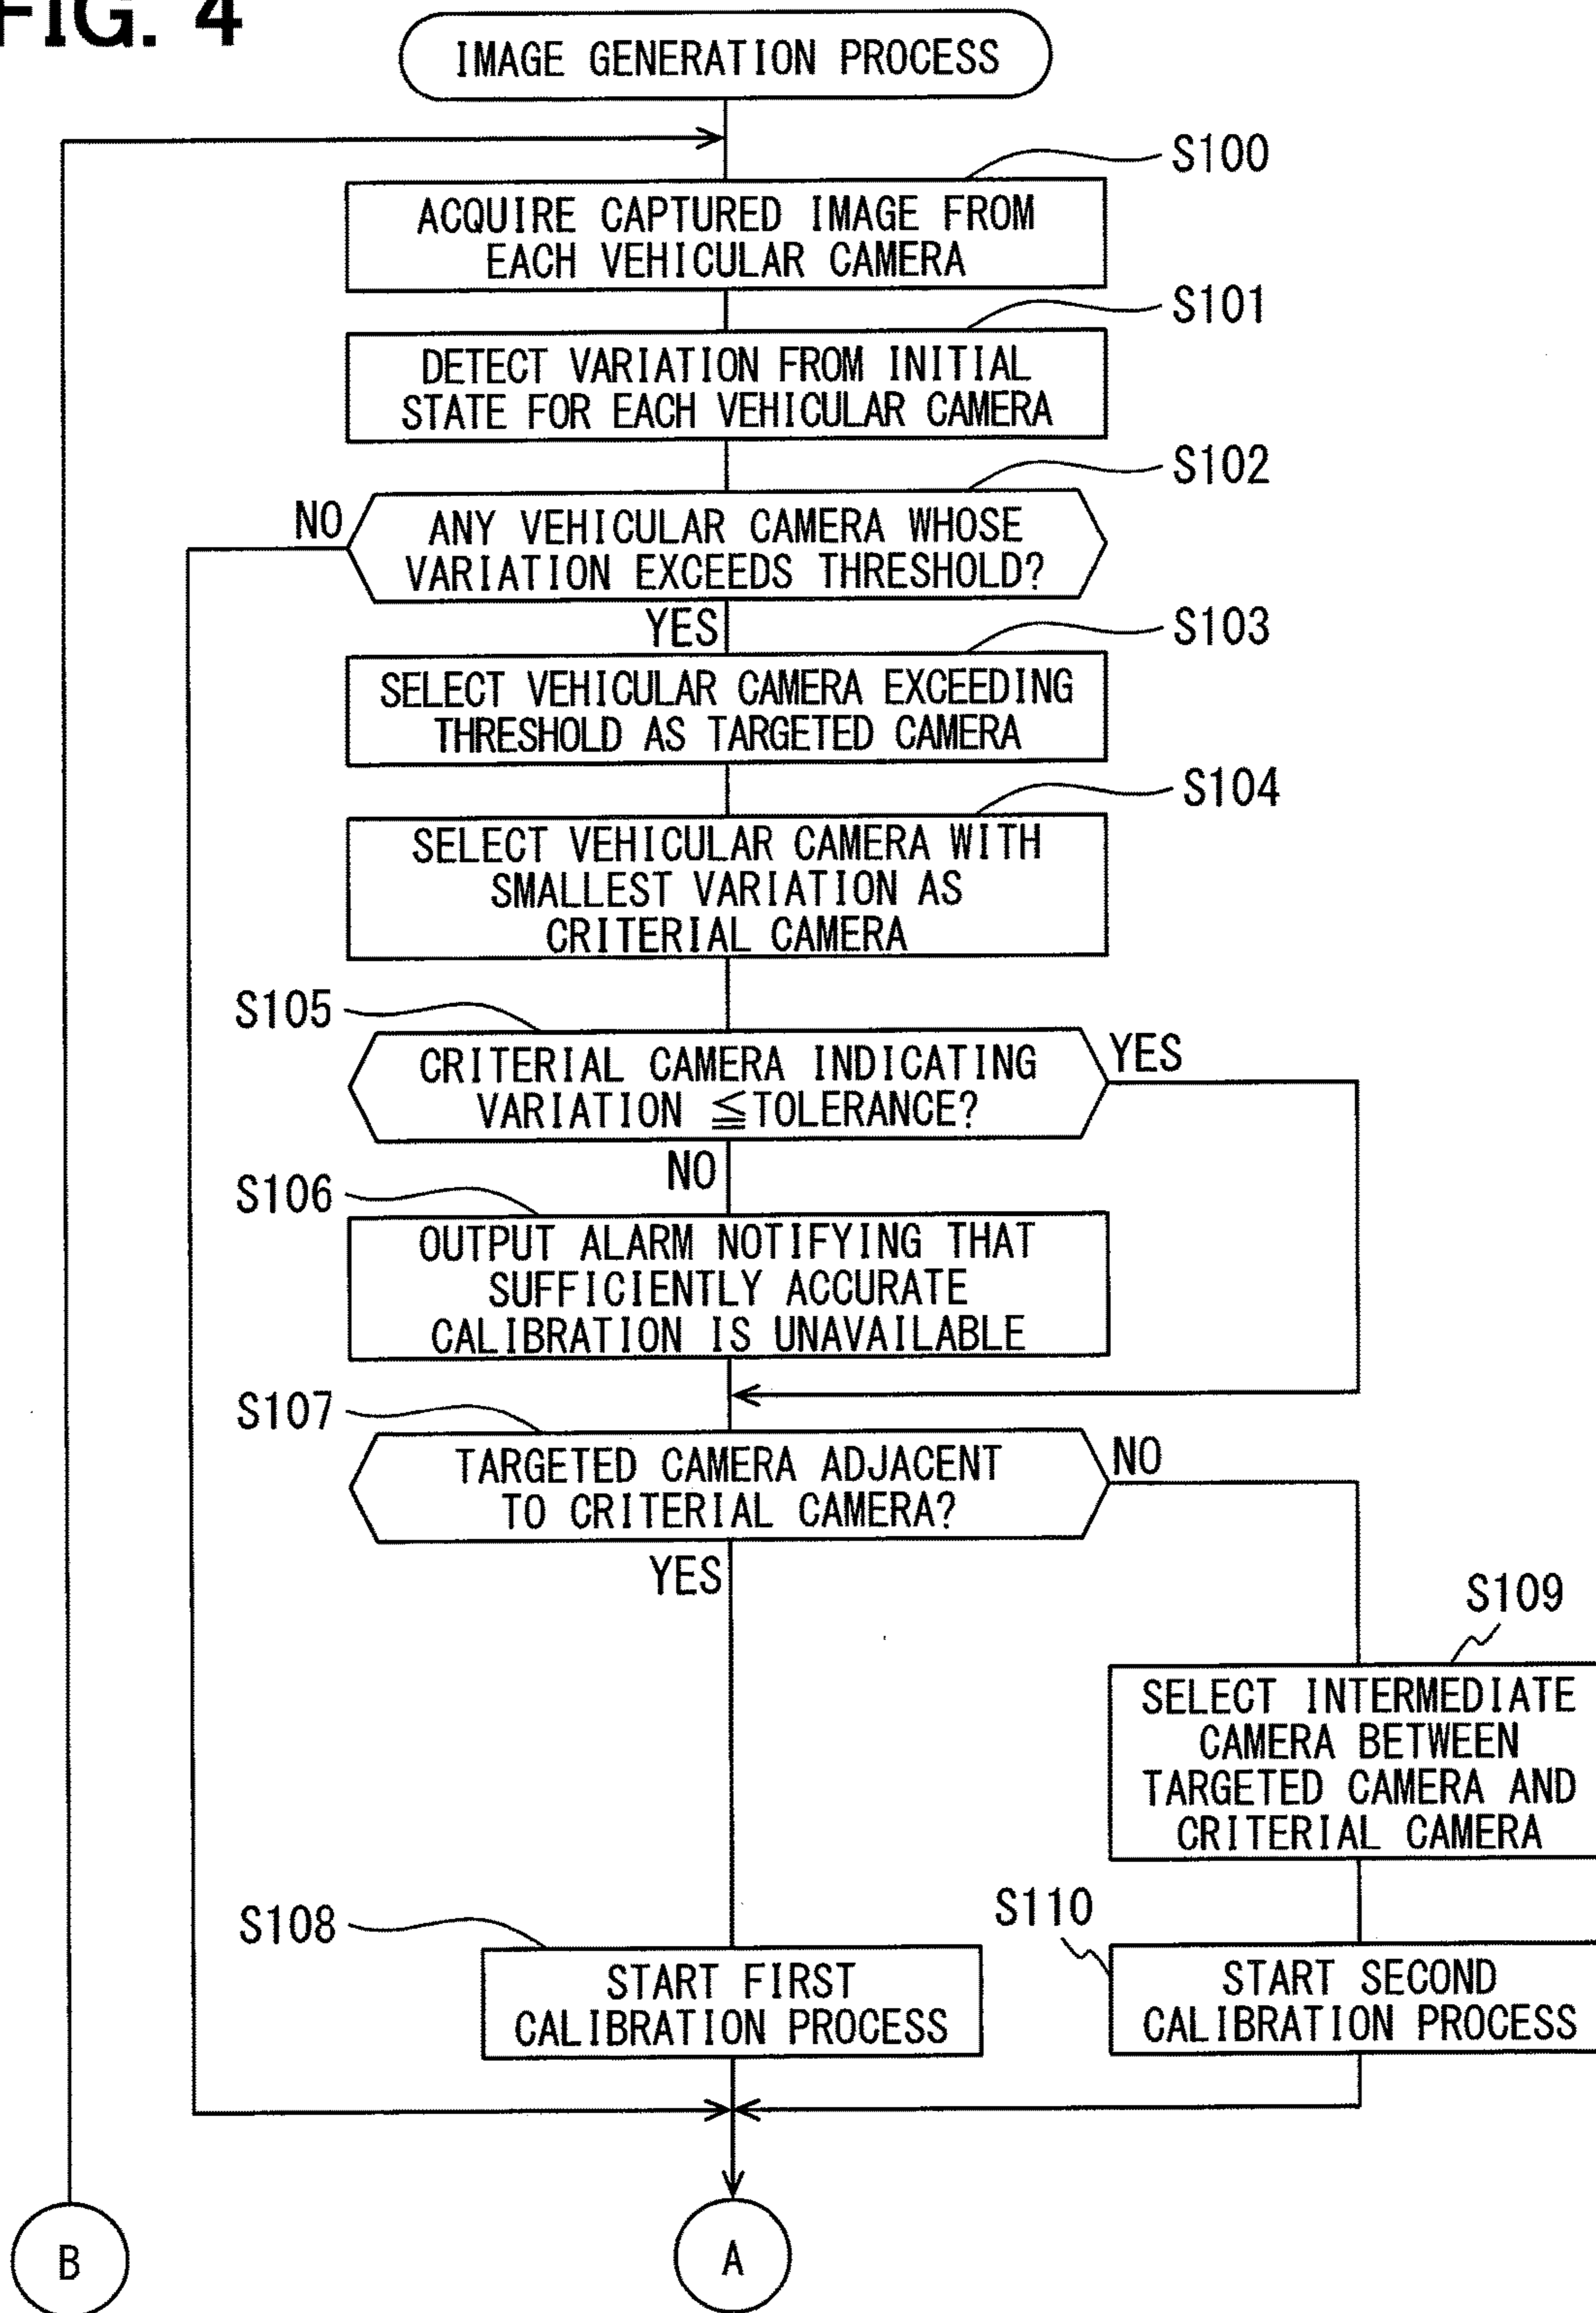 FIG. 4
IMAGE GENERATION PROCESS
S100
ACQUIRE CAPTURED IMAGE FROM
EACH VEHICULAR CAMERA
S101
DETECT VARIATION FROM INITIAL
STATE FOR EACH VEHICULAR CAMERA
S102
NO
ANY VEHICULAR CAMERA WHOSE
VARIATION EXCEEDS THRESHOLD?
YES
S103
SELECT VEHICULAR CAMERA EXCEEDING
THRESHOLD AS TARGETED CAMERA
S104
SELECT VEHICULAR CAMERA WITH
SMALLEST VARIATION AS
CRITERIAL CAMERA
S105
CRITERIAL CAMERA INDICATING
VARIATION ≦TOLERANCE?
YES
NO
S106
OUTPUT ALARM NOTIFYING THAT
SUFFICIENTLY ACCURATE
CALIBRATION IS UNAVAILABLE
S107
TARGETED CAMERA ADJACENT
TO CRITERIAL CAMERA?
NO
YES
S109
SELECT INTERMEDIATE
CAMERA BETWEEN
TARGETED CAMERA AND
CRITERIAL CAMERA
S108
START FIRST
CALIBRATION PROCESS
S110
START SECOND
CALIBRATION PROCESS
B
A